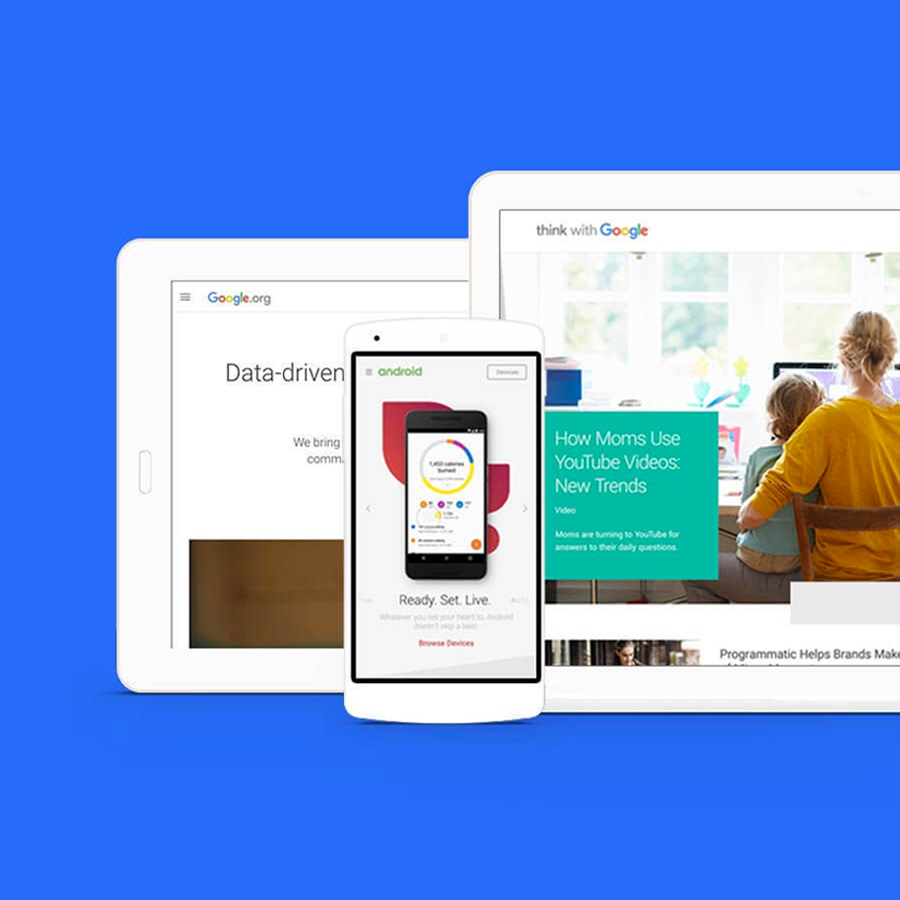 Google.org
Data-driven
We bring
think with Google
How Moms Use
YouTube Videos:
New Trends
Video
Moms are turning to YouTube for
answers to their daily questions.
Programmatic Helps Brands Make
android
Devices
1,453 calories
burned
Ready. Set. Live.
Whatever you set your heart to, Android
doesn't skip a beat.
Browse Devices